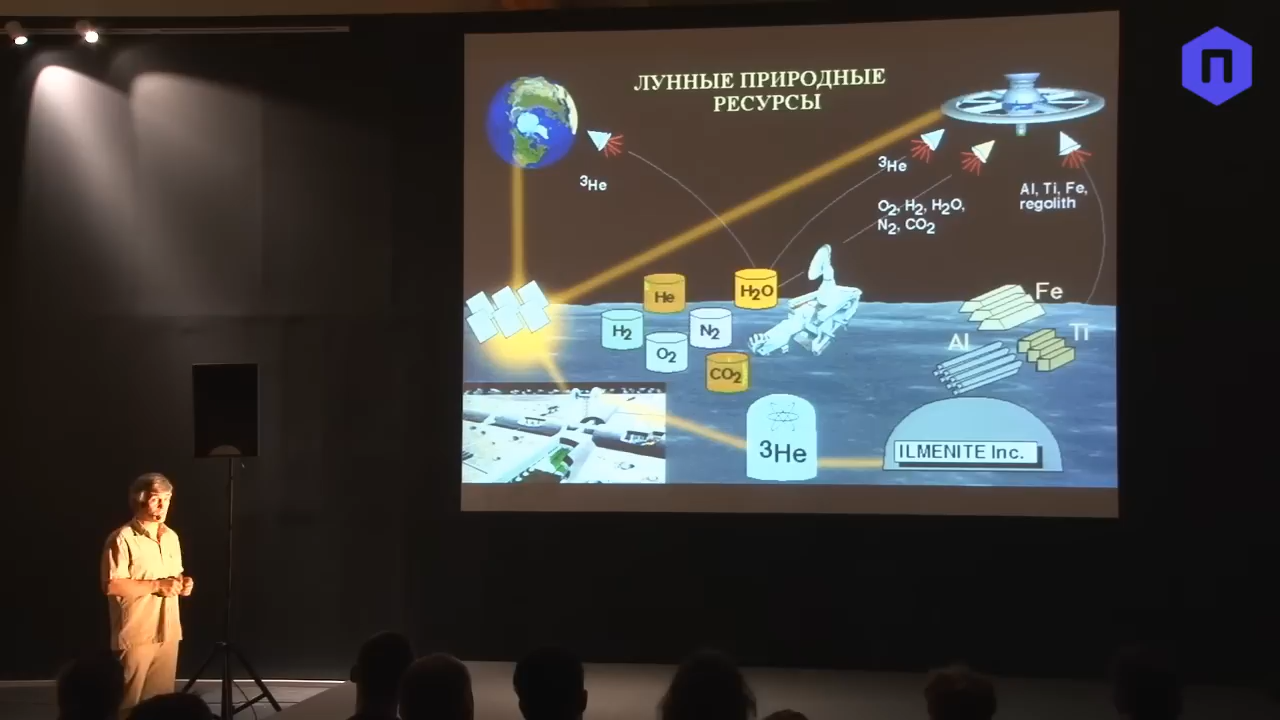 П
ЛУННЫЕ ПРИРОДНЫЕ
РЕСУРСЫ
³He
³He
O₂, H₂, H₂O,
N₂, CO₂
Al, Ti, Fe,
regolith
He
H₂O
H₂
N₂
O₂
CO₂
Fe
Ti
Al
³He
ILMENITE Inc.